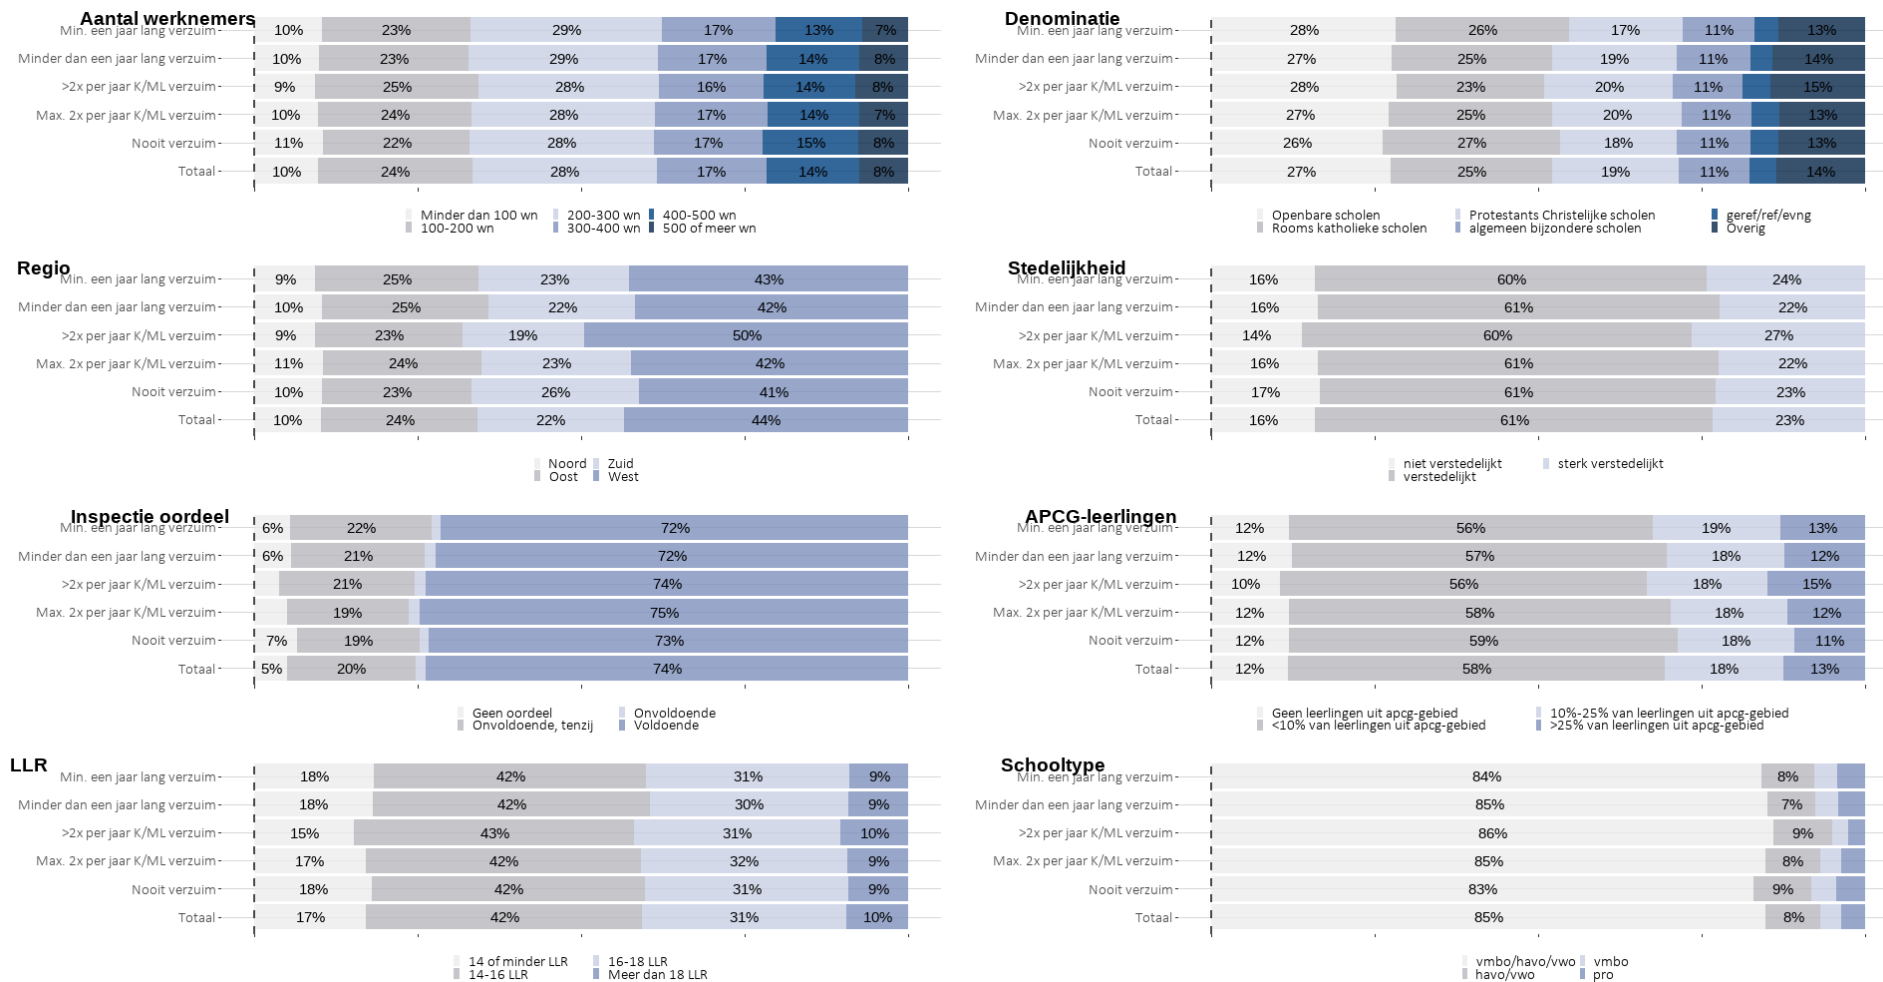 Aantal werknemers
Min. een jaar lang verzuim 10% 23% 29% 17% 13% 7%
Minder dan een jaar lang verzuim 10% 23% 29% 17% 14% 8%
>2x per jaar K/ML verzuim 9% 25% 28% 16% 14% 8%
Max. 2x per jaar K/ML verzuim 10% 24% 28% 17% 14% 7%
Nooit verzuim 11% 22% 28% 17% 15% 8%
Totaal 10% 24% 28% 17% 14% 8%
Minder dan 100 wn 200-300 wn 400-500 wn
100-200 wn 300-400 wn 500 of meer wn
Denominatie
Min. een jaar lang verzuim 28% 26% 17% 11% 13%
Minder dan een jaar lang verzuim 27% 25% 19% 11% 14%
>2x per jaar K/ML verzuim 28% 23% 20% 11% 15%
Max. 2x per jaar K/ML verzuim 27% 25% 20% 11% 13%
Nooit verzuim 26% 27% 18% 11% 13%
Totaal 27% 25% 19% 11% 14%
Openbare scholen Protestants Christelijke scholen geref/ref/evng
Rooms katholieke scholen algemeen bijzondere scholen Overig
Regio
Min. een jaar lang verzuim 9% 25% 23% 43%
Minder dan een jaar lang verzuim 10% 25% 22% 42%
>2x per jaar K/ML verzuim 9% 23% 19% 50%
Max. 2x per jaar K/ML verzuim 11% 24% 23% 42%
Nooit verzuim 10% 23% 26% 41%
Totaal 10% 24% 22% 44%
Noord Zuid
Oost West
Stedelijkheid
Min. een jaar lang verzuim 16% 60% 24%
Minder dan een jaar lang verzuim 16% 61% 22%
>2x per jaar K/ML verzuim 14% 60% 27%
Max. 2x per jaar K/ML verzuim 16% 61% 22%
Nooit verzuim 17% 61% 23%
Totaal 16% 61% 23%
niet verstedelijkt sterk verstedelijkt
verstedelijkt
Inspectie oordeel
Min. een jaar lang verzuim 6% 22% 72%
Minder dan een jaar lang verzuim 6% 21% 72%
>2x per jaar K/ML verzuim 21% 74%
Max. 2x per jaar K/ML verzuim 19% 75%
Nooit verzuim 7% 19% 73%
Totaal 5% 20% 74%
Geen oordeel Onvoldoende
Onvoldoende, tenzij Voldoende
APCG-leerlingen
Min. een jaar lang verzuim 12% 56% 19% 13%
Minder dan een jaar lang verzuim 12% 57% 18% 12%
>2x per jaar K/ML verzuim 10% 56% 18% 15%
Max. 2x per jaar K/ML verzuim 12% 58% 18% 12%
Nooit verzuim 12% 59% 18% 11%
Totaal 12% 58% 18% 13%
Geen leerlingen uit apcg-gebied 10%-25% van leerlingen uit apcg-gebied
<10% van leerlingen uit apcg-gebied >25% van leerlingen uit apcg-gebied
LLR
Min. een jaar lang verzuim 18% 42% 31% 9%
Minder dan een jaar lang verzuim 18% 42% 30% 9%
>2x per jaar K/ML verzuim 15% 43% 31% 10%
Max. 2x per jaar K/ML verzuim 17% 42% 32% 9%
Nooit verzuim 18% 42% 31% 9%
Totaal 17% 42% 31% 10%
14 of minder LLR 16-18 LLR
14-16 LLR Meer dan 18 LLR
Schooltype
Min. een jaar lang verzuim 84% 8%
Minder dan een jaar lang verzuim 85% 7%
>2x per jaar K/ML verzuim 86% 9%
Max. 2x per jaar K/ML verzuim 85% 8%
Nooit verzuim 83% 9%
Totaal 85% 8%
vmbo/havo/vwo vmbo
havo/vwo pro